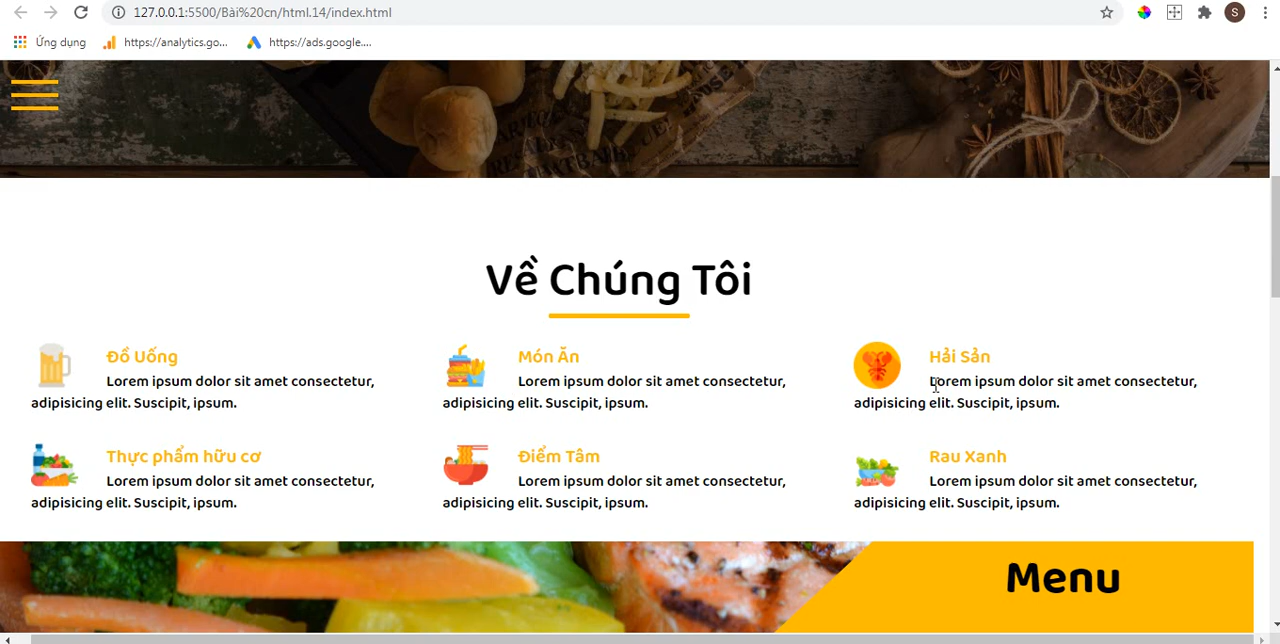 127.0.0.1:5500/Bài%20cn/html.14/index.html
S
Ứng dụng
https://analytics.go...
https://ads.google....
Về Chúng Tôi
Đồ Uống
Lorem ipsum dolor sit amet consectetur,
adipisicing elit. Suscipit, ipsum.
Món Ăn
Lorem ipsum dolor sit amet consectetur,
adipisicing elit. Suscipit, ipsum.
Hải Sản
Lorem ipsum dolor sit amet consectetur,
adipisicing elit. Suscipit, ipsum.
Thực phẩm hữu cơ
Lorem ipsum dolor sit amet consectetur,
adipisicing elit. Suscipit, ipsum.
Điểm Tâm
Lorem ipsum dolor sit amet consectetur,
adipisicing elit. Suscipit, ipsum.
Rau Xanh
Lorem ipsum dolor sit amet consectetur,
adipisicing elit. Suscipit, ipsum.
Menu